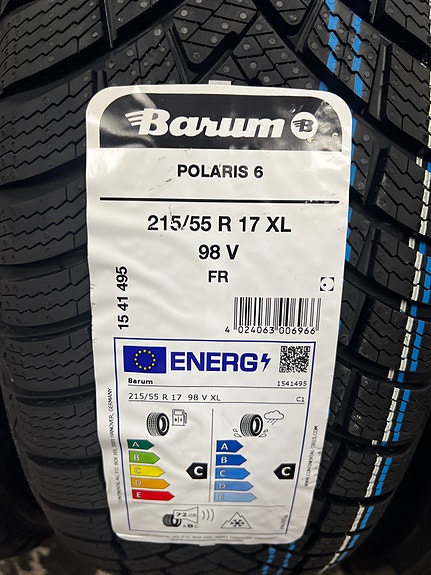 Barum B
POLARIS 6
215/55 R 17 XL
98 V
FR
15 41 495
4 024063 006966
ENERG
Barum
1541495
215/55 R 17 98 V XL
C1
A
B
C
D
E
C
A
B
C
D
E
C
72 dB
ABC